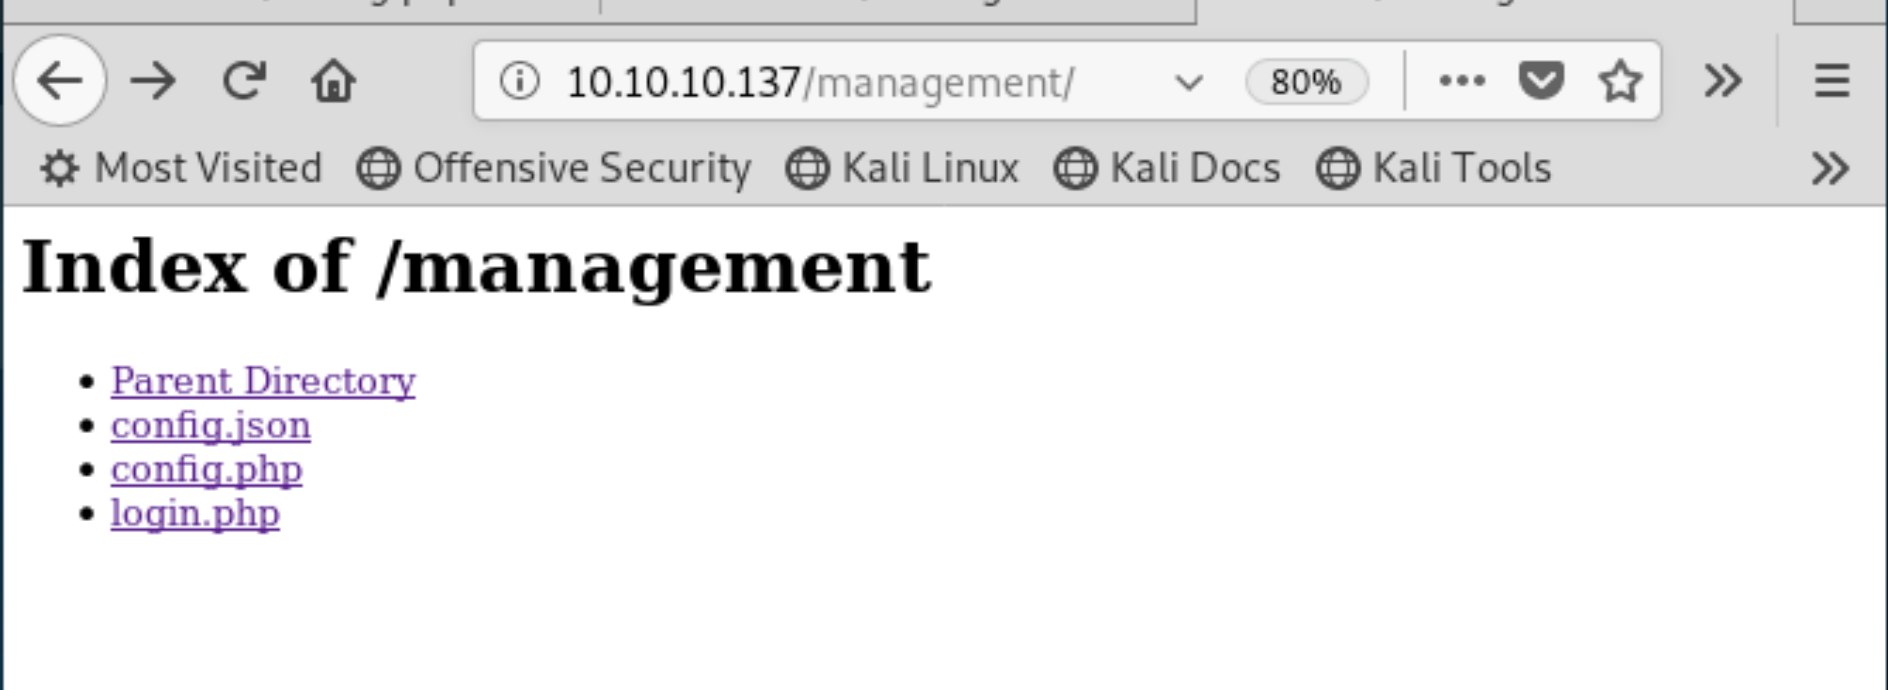 10.10.10.137/management/ 80%
Most Visited Offensive Security Kali Linux Kali Docs Kali Tools
Index of /management
Parent Directory
config.json
config.php
login.php